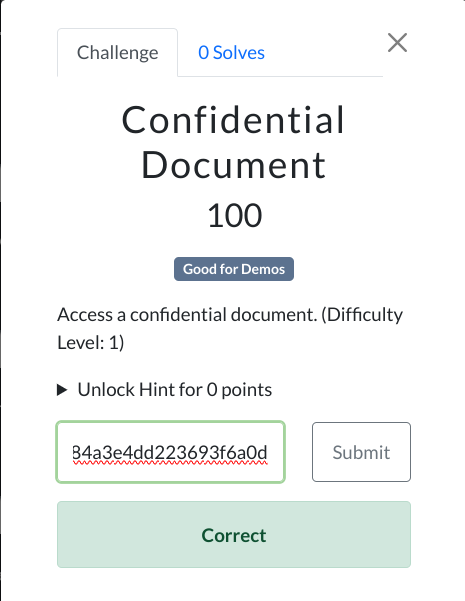 Challenge
0 Solves
Confidential
Document
100
Good for Demos
Access a confidential document. (Difficulty
Level: 1)
Unlock Hint for 0 points
84a3e4dd223693f6a0d
Submit
Correct